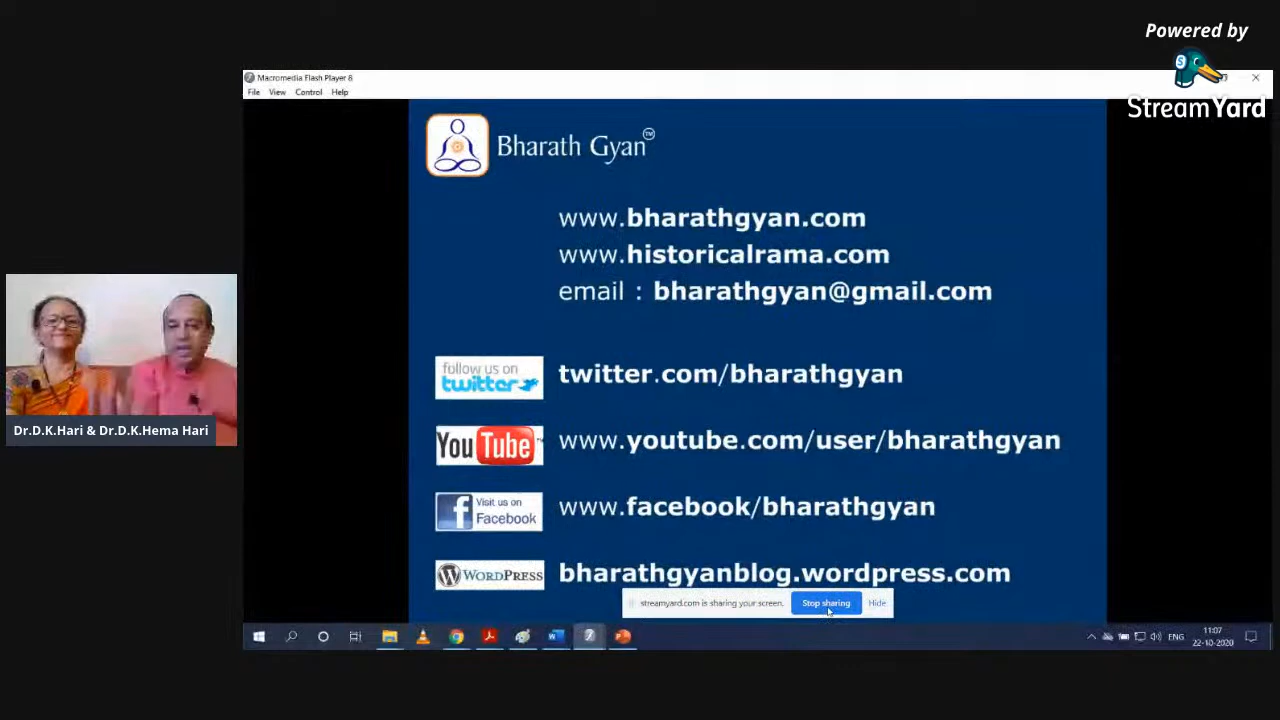 Powered by
StreamYard
Macromedia Flash Player 8
File View Control Help
Bharath Gyan™
www.bharathgyan.com
www.historicalrama.com
email : bharathgyan@gmail.com
follow us on
twitter
twitter.com/bharathgyan
YouTube™
www.youtube.com/user/bharathgyan
Visit us on
Facebook
www.facebook/bharathgyan
WORDPRESS
bharathgyanblog.wordpress.com
Dr.D.K.Hari & Dr.D.K.Hema Hari
streamyard.com is sharing your screen. Stop sharing Hide
ENG
11:07
22-10-2020